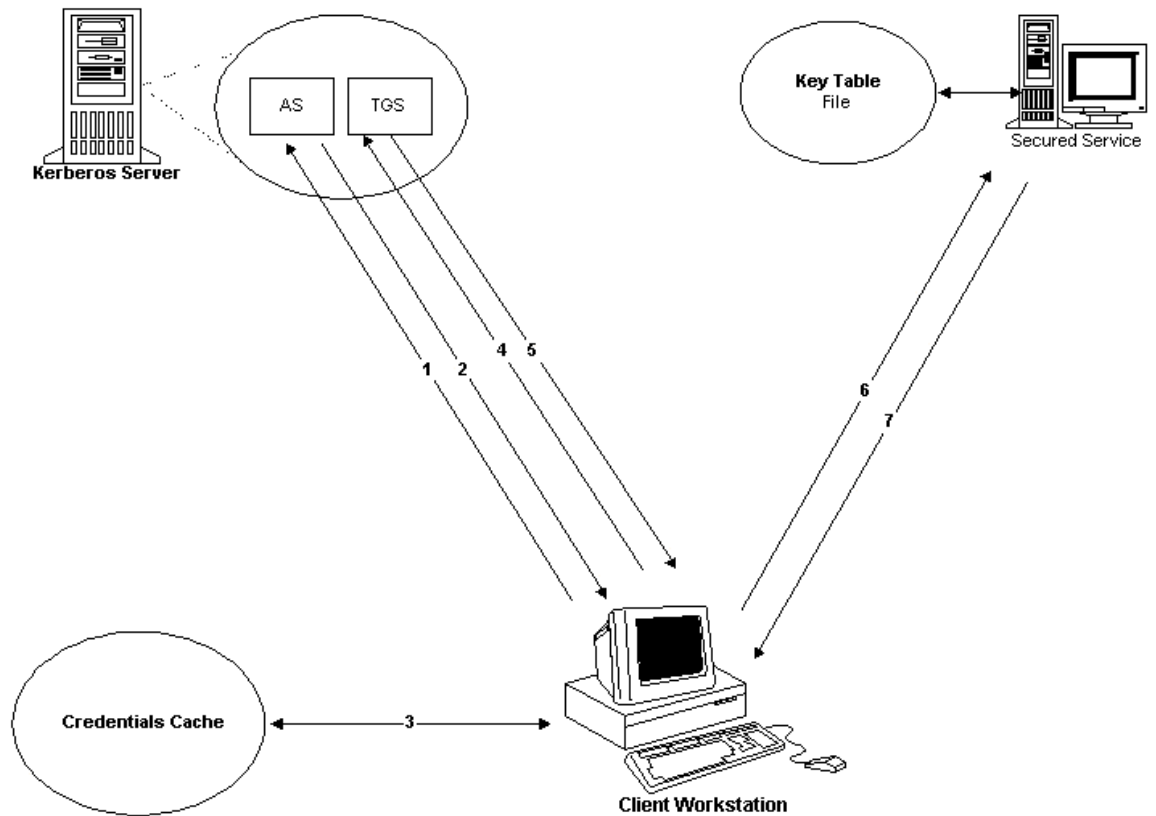 AS
TGS
Kerberos Server
Key Table
File
Secured Service
1
2
4
5
6
7
Credentials Cache
3
Client Workstation